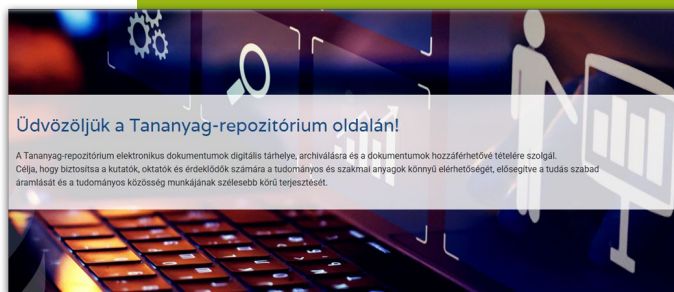 Üdvözöljük a Tananyag-repozitórium oldalán!
A Tananyag-repozitórium elektronikus dokumentumok digitális tárhelye, archiválásra és a dokumentumok hozzáférhetővé tételére szolgál.
Célja, hogy biztosítsa a kutatók, oktatók és érdeklődők számára a tudományos és szakmai anyagok könnyű elérhetőségét, elősegítve a tudás szabad
áramlását és a tudományos közösség munkájának szélesebb körű terjesztését.